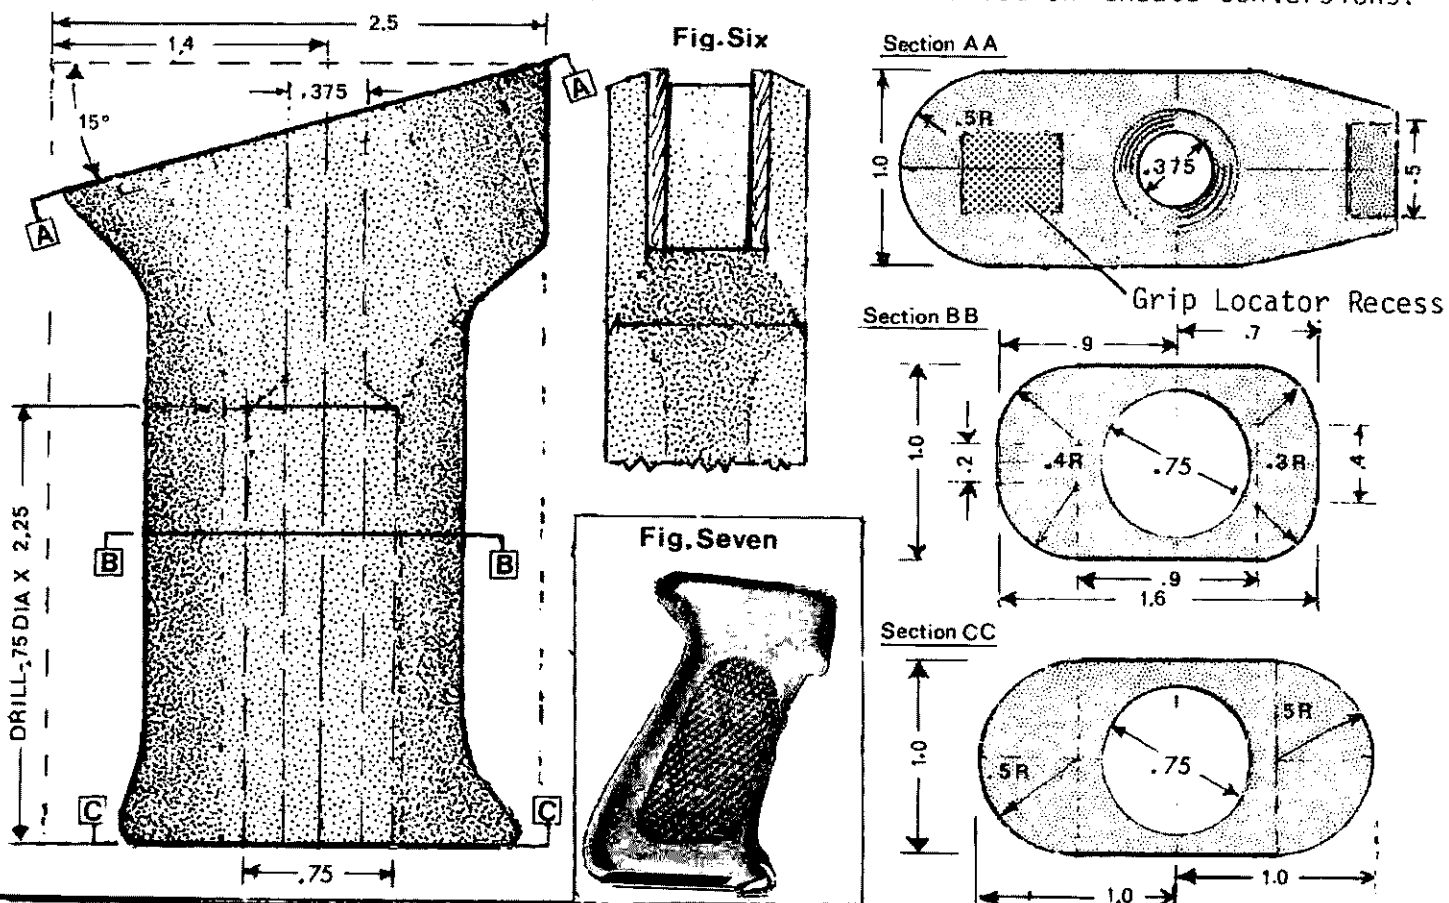 Conversions.
2.5
1.4
.375
15°
A
A
DRILL-.75 DIA X 2.25
B
B
C
C
.75
Fig.Six
Fig.Seven
Section AA
1.0
.5R
.375
.5
Grip Locator Recess
Section BB
.9
.7
1.0
.2
.4R
.75
.3R
.4
.9
1.6
Section CC
1.0
5R
.75
5R
1.0
1.0